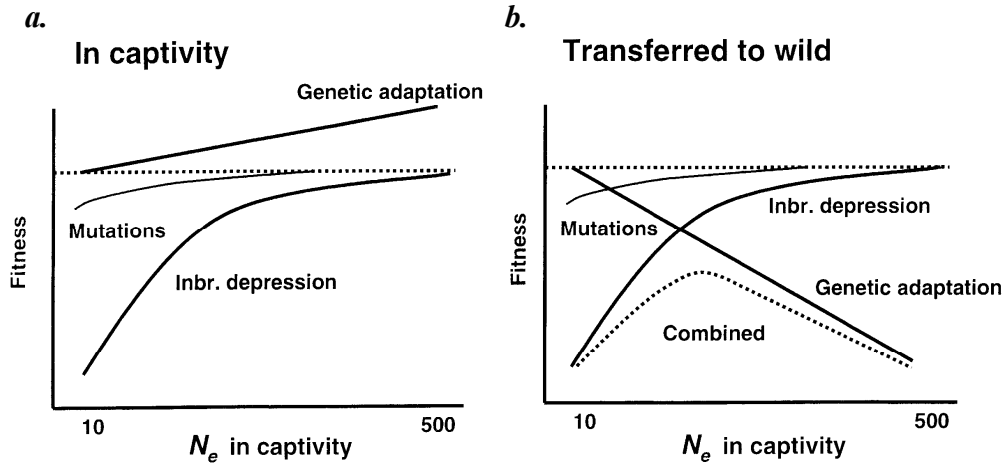 a.
In captivity
Genetic adaptation
Mutations
Inbr. depression
Fitness
10
500
Ne in captivity
b.
Transferred to wild
Inbr. depression
Mutations
Genetic adaptation
Combined
Fitness
10
500
Ne in captivity